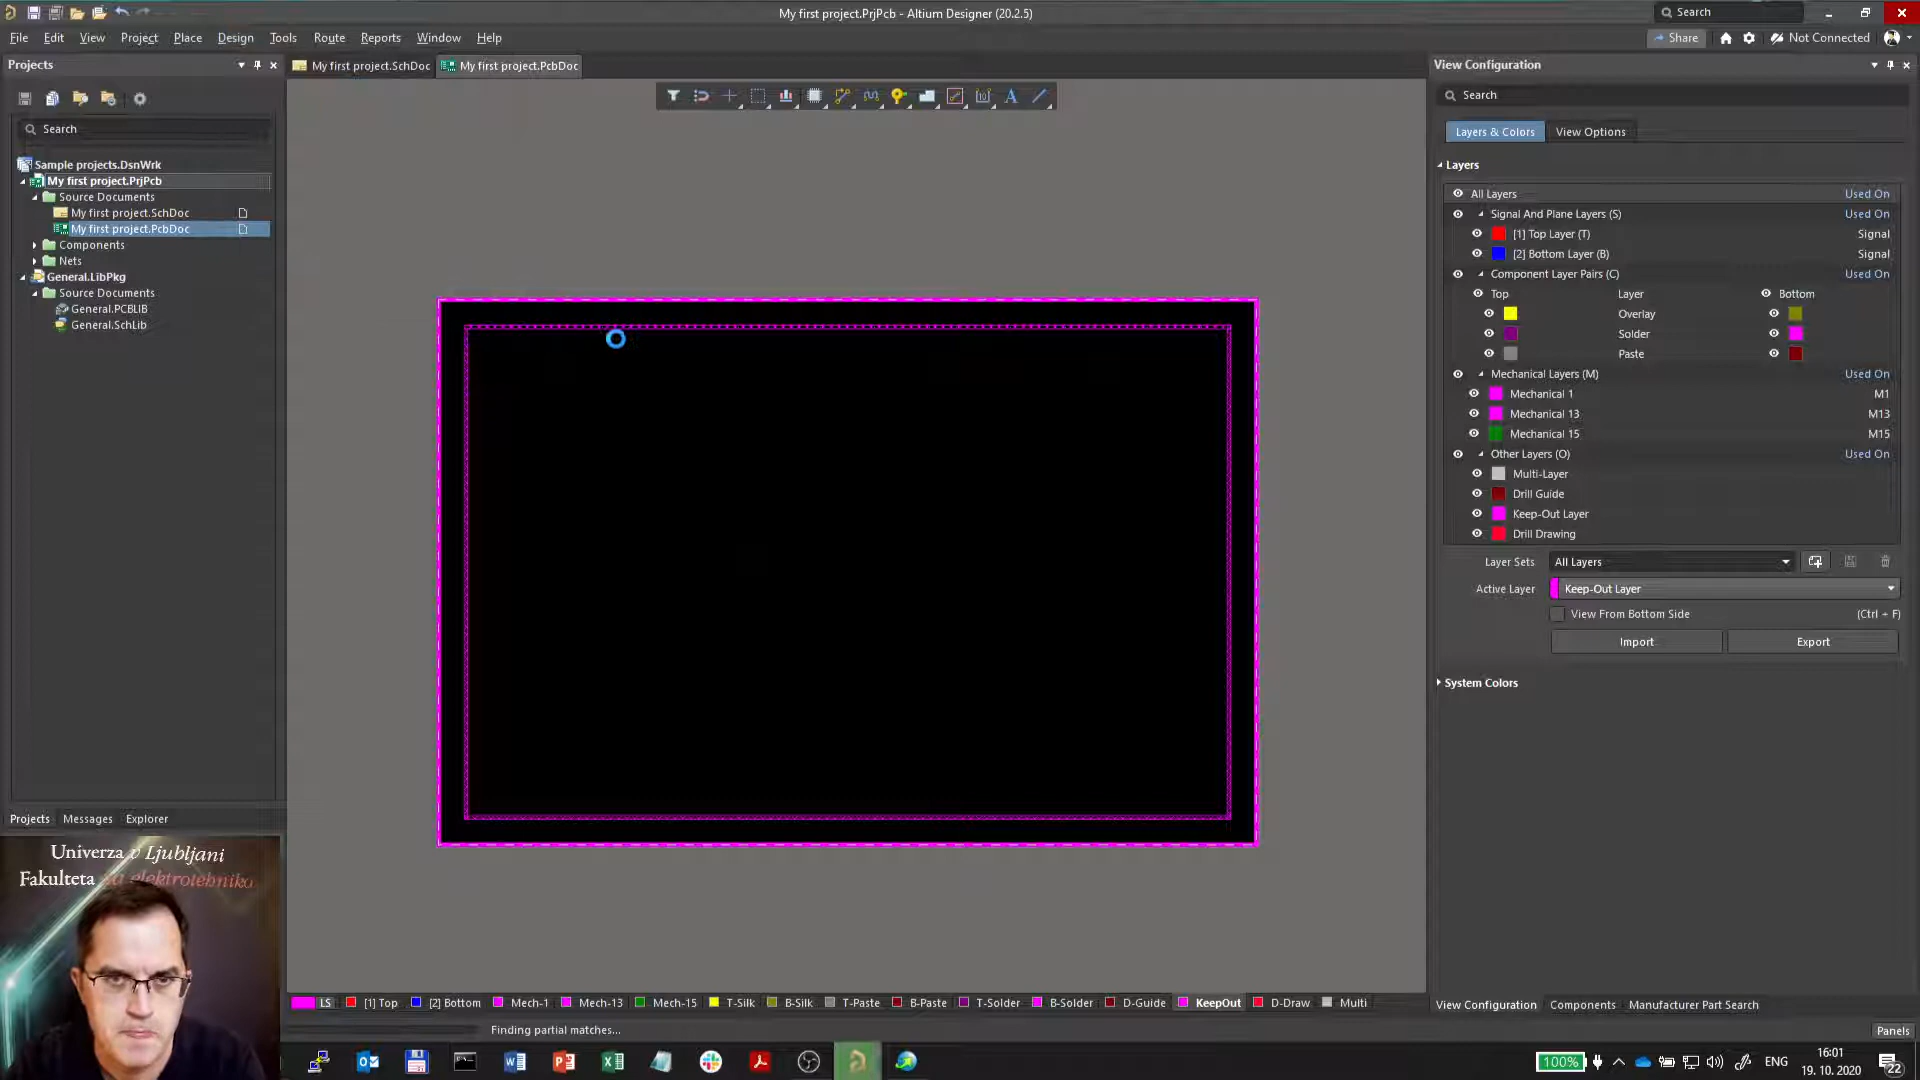 My first project.PrjPcb - Altium Designer (20.2.5)
Search
File Edit View Project Place Design Tools Route Reports Window Help
Share
Not Connected
Projects
My first project.SchDoc
My first project.PcbDoc
View Configuration
Search
Search
Layers & Colors
View Options
Sample projects.DsnWrk
My first project.PrjPcb
Source Documents
My first project.SchDoc
My first project.PcbDoc
Components
Nets
General.LibPkg
Source Documents
General.PCBLIB
General.SchLib
Layers
All Layers Used On
Signal And Plane Layers (S) Used On
[1] Top Layer (T) Signal
[2] Bottom Layer (B) Signal
Component Layer Pairs (C) Used On
Top Layer Bottom
Overlay
Solder
Paste
Mechanical Layers (M) Used On
Mechanical 1 M1
Mechanical 13 M13
Mechanical 15 M15
Other Layers (O) Used On
Multi-Layer
Drill Guide
Keep-Out Layer
Drill Drawing
Layer Sets All Layers
Active Layer Keep-Out Layer
View From Bottom Side (Ctrl + F)
Import Export
System Colors
Projects Messages Explorer
Univerza v Ljubljani
Fakulteta za elektrotehniko
LS [1] Top [2] Bottom Mech-1 Mech-13 Mech-15 T-Silk B-Silk T-Paste B-Paste T-Solder B-Solder D-Guide KeepOut D-Draw Multi
View Configuration Components Manufacturer Part Search
Finding partial matches...
Panels
100%
ENG
16:01
19. 10. 2020
22